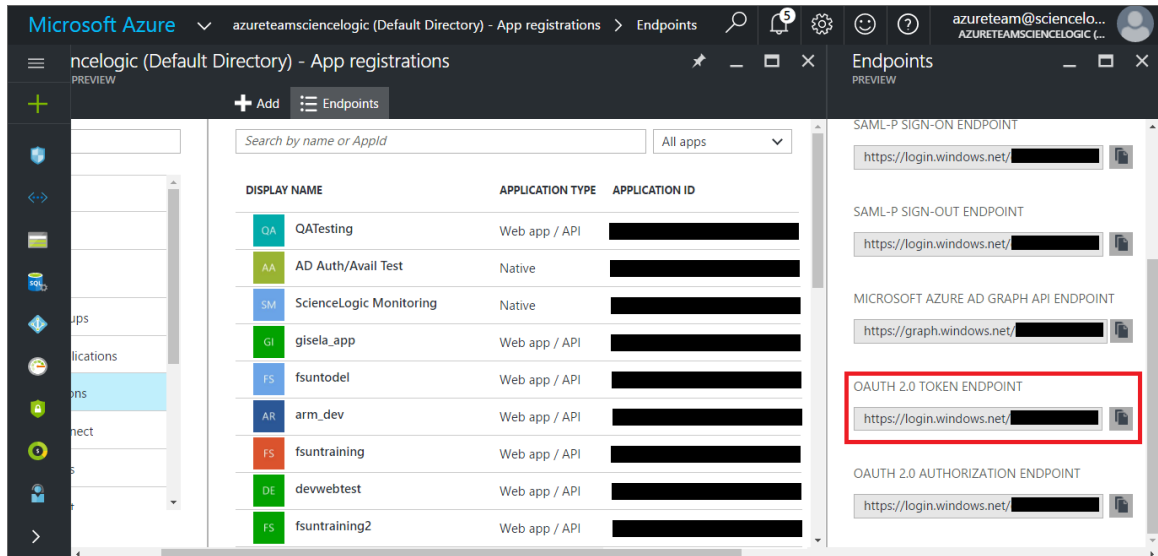 Microsoft Azure
azureteamsciencelogic (Default Directory) - App registrations > Endpoints
5
azureteam@sciencelo...
AZURETEAMSCIENCELOGIC (...
ncelogic (Default Directory) - App registrations
PREVIEW
Add
Endpoints
Search by name or AppId
All apps
DISPLAY NAME
APPLICATION TYPE
APPLICATION ID
QA QATesting Web app / API
AA AD Auth/Avail Test Native
SM ScienceLogic Monitoring Native
GI gisela_app Web app / API
FS fsuntodel Web app / API
AR arm_dev Web app / API
FS fsuntraining Web app / API
DE devwebtest Web app / API
FS fsuntraining2 Web app / API
SQL
ups
lications
ons
nect
s
t
Endpoints
PREVIEW
SAML-P SIGN-ON ENDPOINT
https://login.windows.net/
SAML-P SIGN-OUT ENDPOINT
https://login.windows.net/
MICROSOFT AZURE AD GRAPH API ENDPOINT
https://graph.windows.net/
OAUTH 2.0 TOKEN ENDPOINT
https://login.windows.net/
OAUTH 2.0 AUTHORIZATION ENDPOINT
https://login.windows.net/